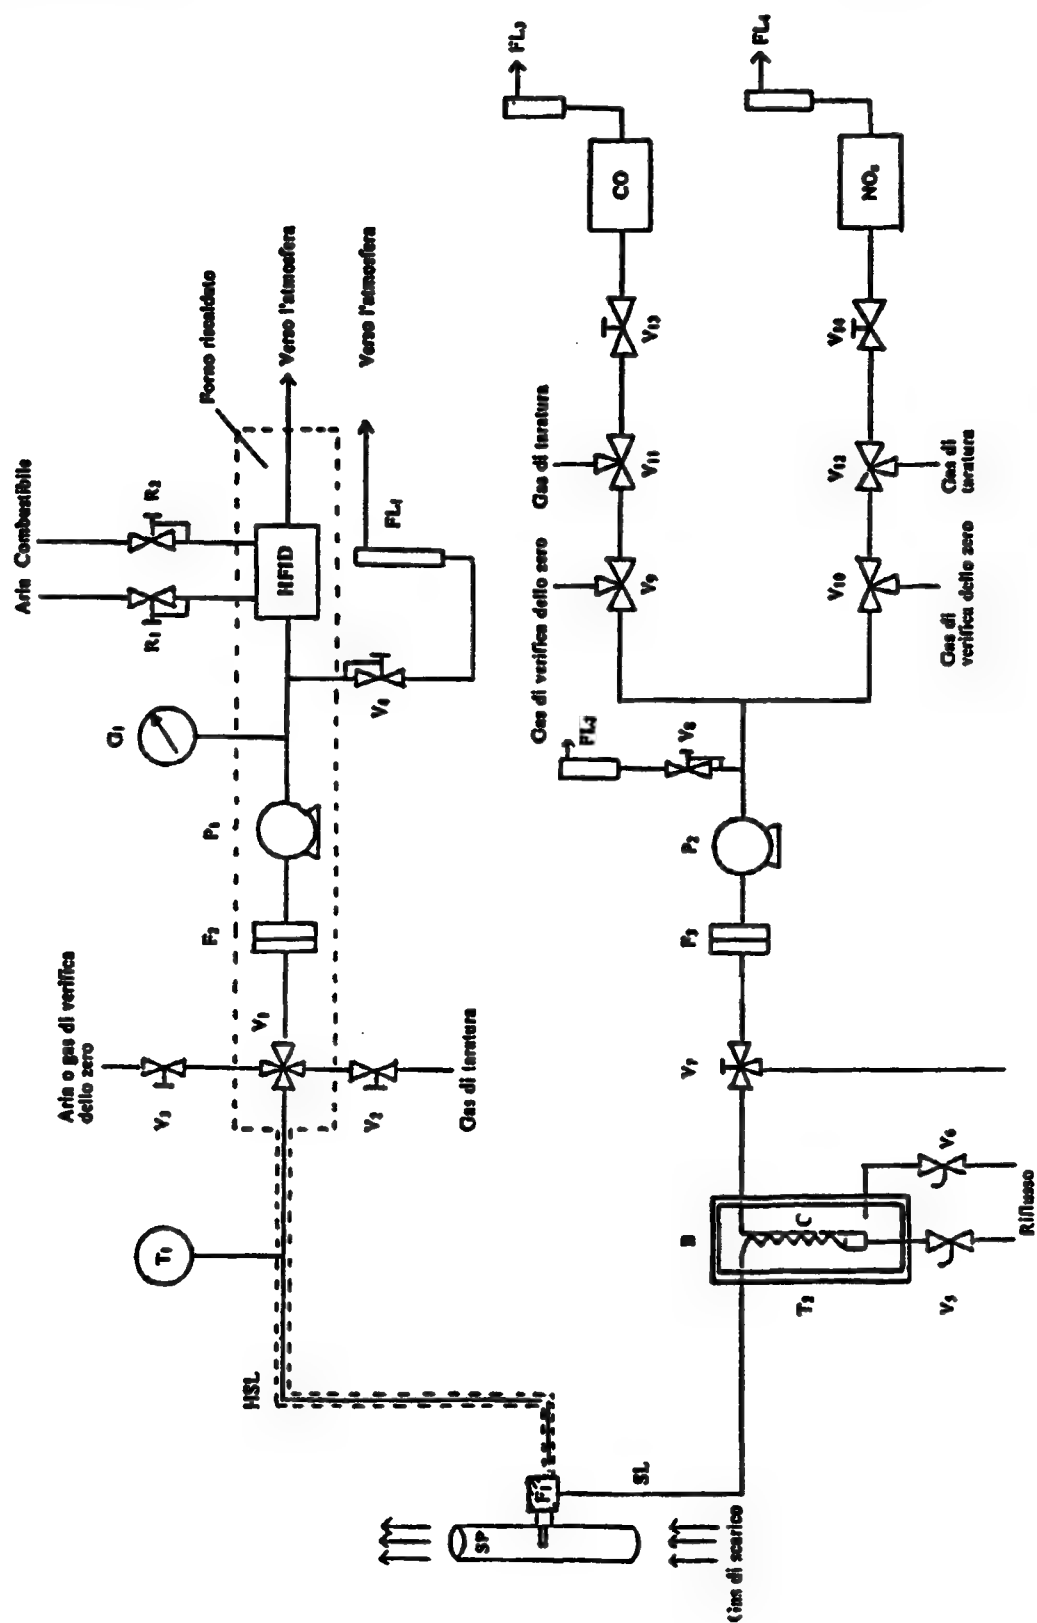 FL₃
FL₄
CO
NOₓ
Verso l'atmosfera
Verso l'atmosfera
Forno riscaldato
V₁₃
V₁₄
Gas di taratura
V₁₁
V₁₂
Gas di
taratura
Combustibile
Aria
R₂
R₁
HFID
FL₁
V₄
G₁
Gas di verifica dello zero
V₉
V₁₀
Gas di
verifica dello zero
FL₂
V₈
P₁
P₂
F₂
F₃
Aria o gas di verifica
dello zero
V₃
V₁
V₂
Gas di taratura
V₇
T₁
B
C
T₂
V₆
V₅
Riflusso
HSL
F₁
SL
SP
Gas di scarico